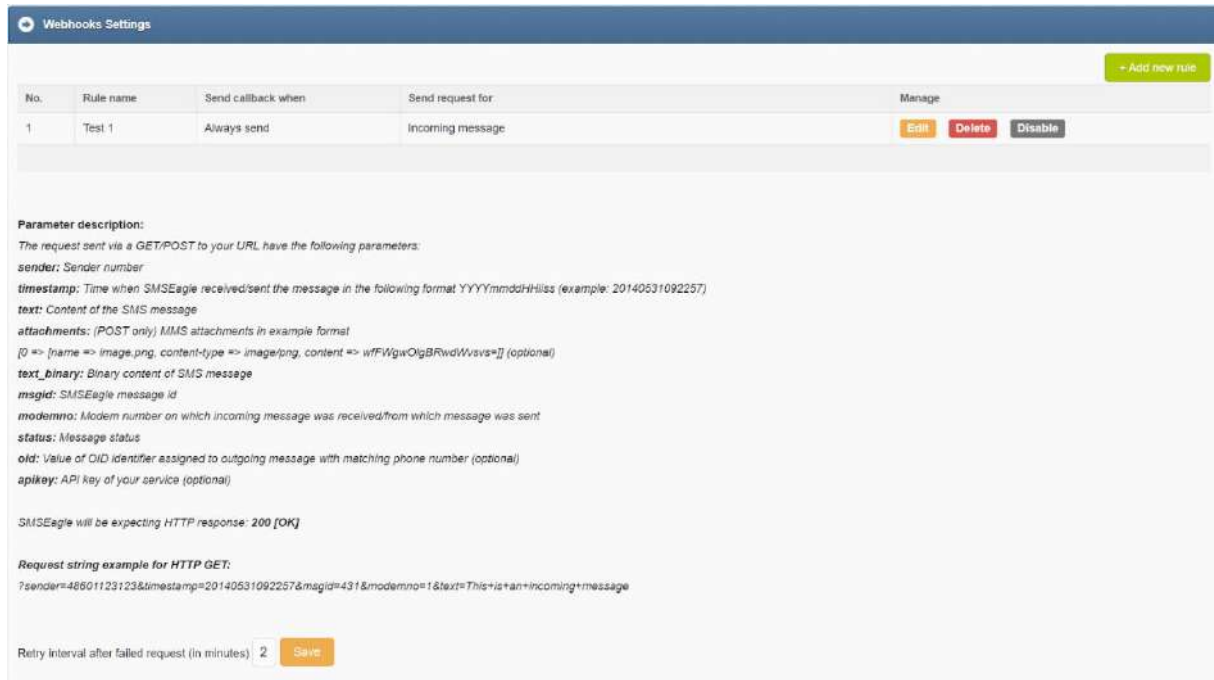 Webhooks Settings
+ Add new rule
No. Rule name Send callback when Send request for Manage
1 Test 1 Always send Incoming message Edit Delete Disable
Parameter description:
The request sent via a GET/POST to your URL have the following parameters:
sender: Sender number
timestamp: Time when SMSEagle received/sent the message in the following format YYYYmmddHHiiss (example: 20140531092257)
text: Content of the SMS message
attachments: (POST only) MMS attachments in example format
[0 => [name => image.png, content-type => image/png, content => wfFWgwOlgBRwdWvsvs=]] (optional)
text_binary: Binary content of SMS message
msgid: SMSEagle message id
modemno: Modem number on which incoming message was received/from which message was sent
status: Message status
oid: Value of OID identifier assigned to outgoing message with matching phone number (optional)
apikey: API key of your service (optional)
SMSEagle will be expecting HTTP response: 200 [OK]
Request string example for HTTP GET:
?sender=48601123123&timestamp=20140531092257&msgid=431&modemno=1&text=This+is+an+incoming+message
Retry interval after failed request (in minutes) 2 Save